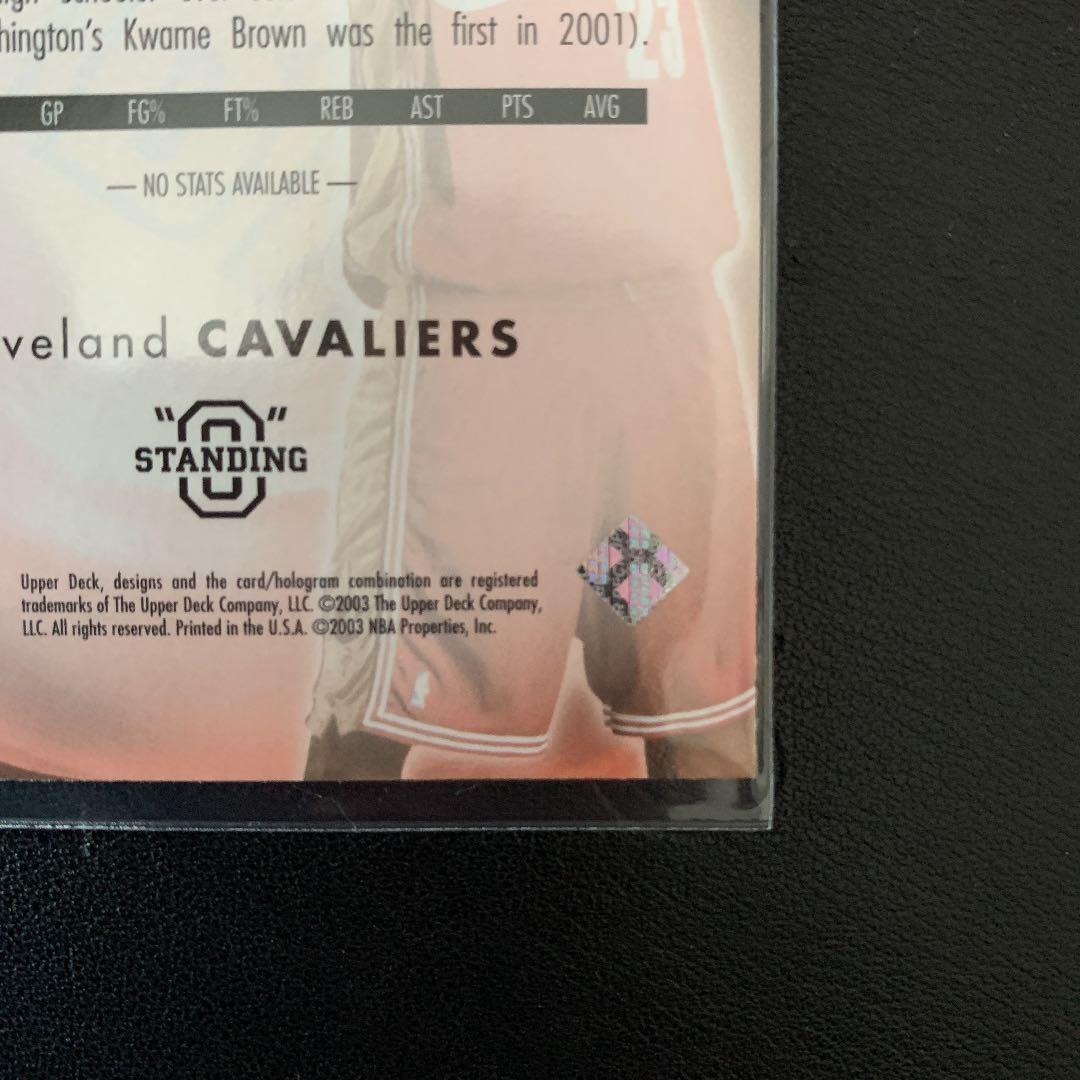 hington's Kwame Brown was the first in 2001).
23
GP FG% FT% REB AST PTS AVG
— NO STATS AVAILABLE —
veland CAVALIERS
"O"
STANDING
Upper Deck, designs and the card/hologram combination are registered
trademarks of The Upper Deck Company, LLC. ©2003 The Upper Deck Company,
LLC. All rights reserved. Printed in the U.S.A. ©2003 NBA Properties, Inc.